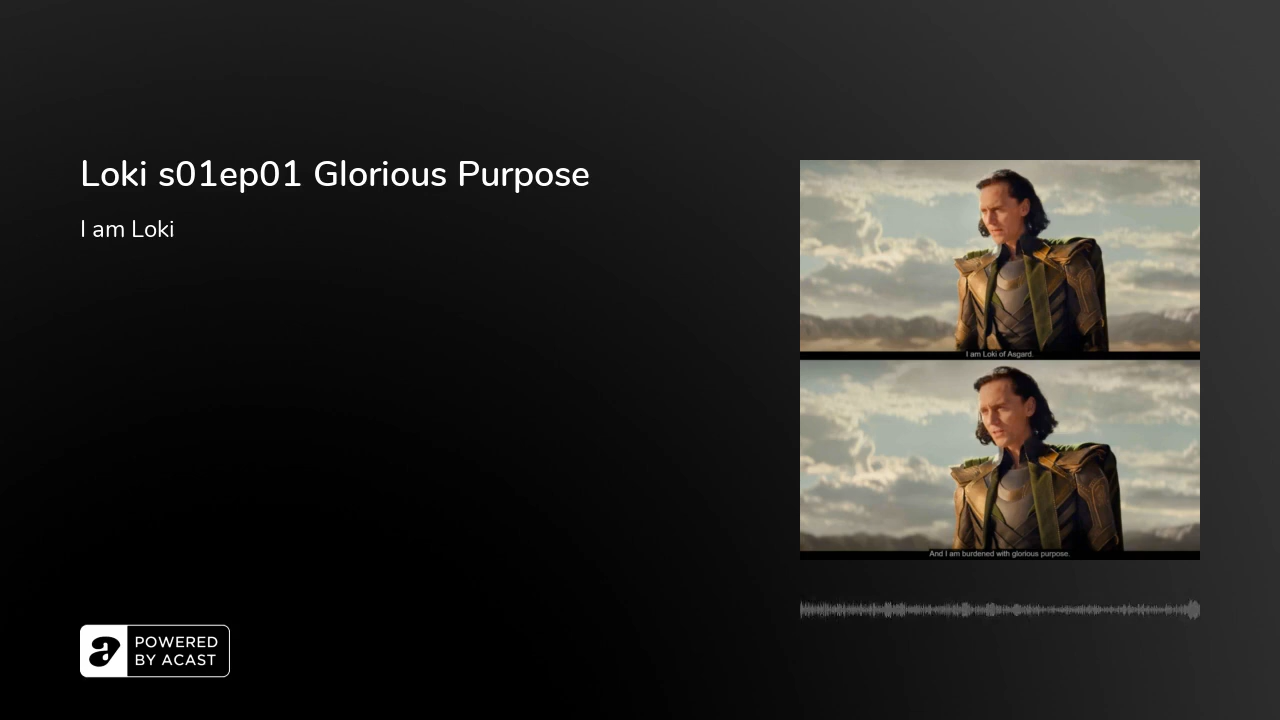 Loki s01ep01 Glorious Purpose
I am Loki
I am Loki of Asgard.
And I am burdened with glorious purpose.
a POWERED
BY ACAST